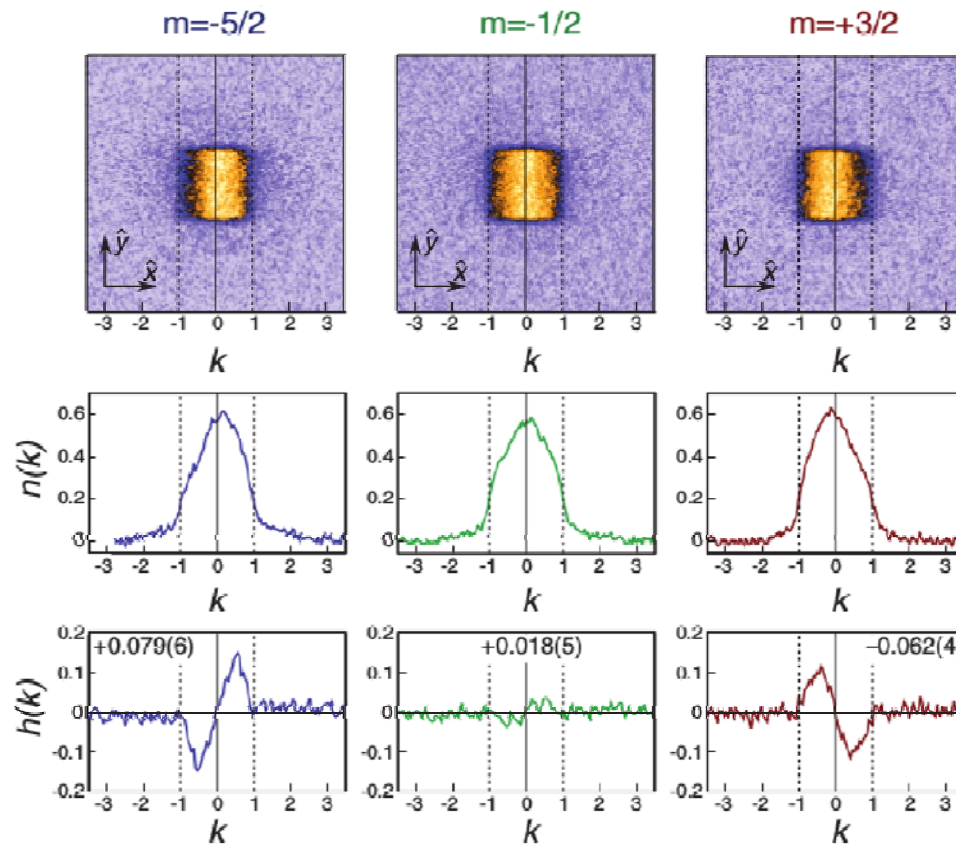 m=-5/2 m=-1/2 m=+3/2
ŷ ŷ ŷ
x̂ x̂ x̂
-3 -2 -1 0 1 2 3 -3 -2 -1 0 1 2 3 -3 -2 -1 0 1 2 3
k k k
n(k)
0.6 0.6 0.6
0.4 0.4 0.4
0.2 0.2 0.2
0 0 0
-3 -2 -1 0 1 2 3 -3 -2 -1 0 1 2 3 -3 -2 -1 0 1 2 3
k k k
h(k)
0.2 0.2 0.2
+0.079(6) +0.018(5) −0.062(4
0.1 0.1 0.1
0 0 0
-0.1 -0.1 -0.1
-0.2 -0.2 -0.2
-3 -2 -1 0 1 2 3 -3 -2 -1 0 1 2 3 -3 -2 -1 0 1 2 3
k k k